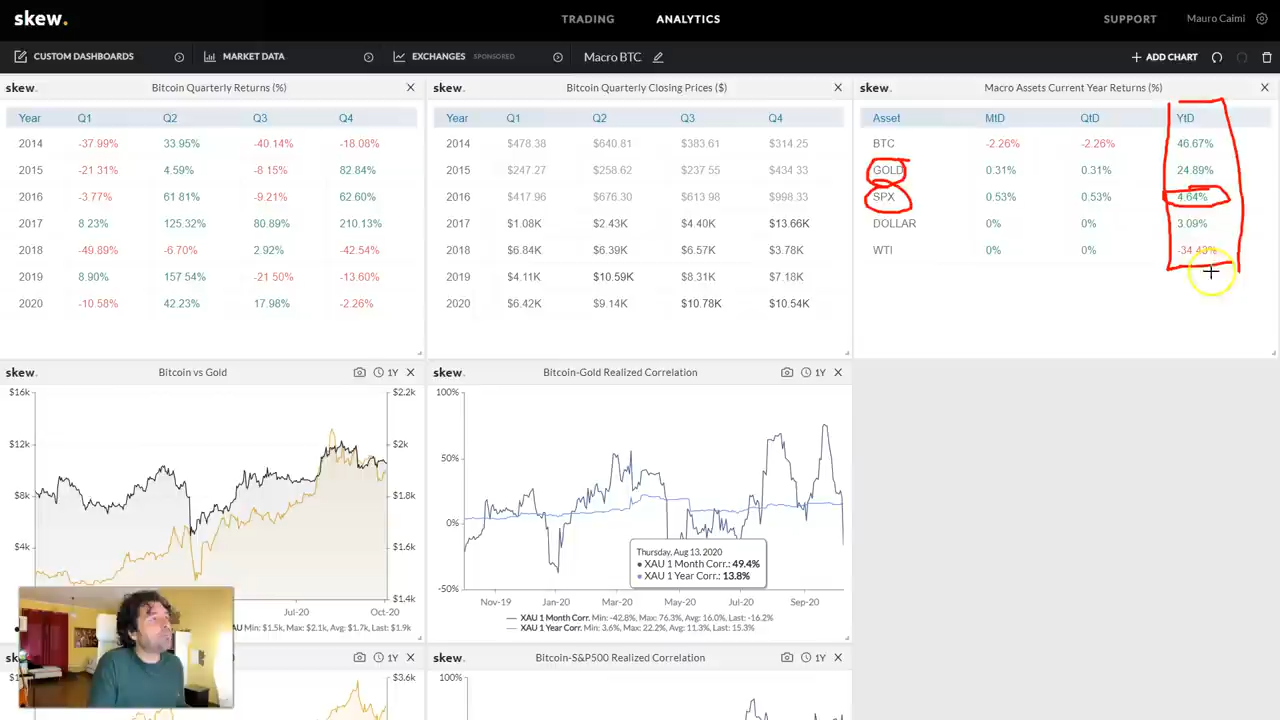 skew.
TRADING
ANALYTICS
SUPPORT
Mauro Caimi
CUSTOM DASHBOARDS
MARKET DATA
EXCHANGES SPONSORED
Macro BTC
ADD CHART
skew. Bitcoin Quarterly Returns (%)
Year Q1 Q2 Q3 Q4
2014 -37.99% 33.95% -40.14% -18.08%
2015 -21.31% 4.59% -8.15% 82.84%
2016 -3.77% 61.81% -9.21% 62.60%
2017 8.23% 125.32% 80.89% 210.13%
2018 -49.89% -6.70% 2.92% -42.54%
2019 8.90% 157.54% -21.50% -13.60%
2020 -10.58% 42.23% 17.98% -2.26%
skew. Bitcoin Quarterly Closing Prices ($)
Year Q1 Q2 Q3 Q4
2014 $478.38 $640.81 $383.61 $314.25
2015 $247.27 $258.62 $237.55 $434.33
2016 $417.96 $676.30 $613.98 $998.33
2017 $1.08K $2.43K $4.40K $13.66K
2018 $6.84K $6.39K $6.57K $3.78K
2019 $4.11K $10.59K $8.31K $7.18K
2020 $6.42K $9.14K $10.78K $10.54K
skew. Macro Assets Current Year Returns (%)
Asset MtD QtD YtD
BTC -2.26% -2.26% 46.67%
GOLD 0.31% 0.31% 24.89%
SPX 0.53% 0.53% 4.64%
DOLLAR 0% 0% 3.09%
WTI 0% 0% -34.43%
skew. Bitcoin vs Gold 1Y
$16k $2.2k
$12k $2k
$8k $1.8k
$4k $1.6k
$1.4k
Jul-20 Oct-20
AU Min: $1.5k, Max: $2.1k, Avg: $1.7k, Last: $1.9k
skew. Bitcoin-Gold Realized Correlation 1Y
100%
50%
0%
-50%
Thursday, Aug 13, 2020
XAU 1 Month Corr.: 49.4%
XAU 1 Year Corr.: 13.8%
Nov-19 Jan-20 Mar-20 May-20 Jul-20 Sep-20
XAU 1 Month Corr. Min: -42.8%, Max: 76.3%, Avg: 16.0%, Last: -16.2%
XAU 1 Year Corr. Min: 3.6%, Max: 22.2%, Avg: 11.3%, Last: 15.3%
1Y
$3.6k
skew. Bitcoin-S&P500 Realized Correlation 1Y
100%